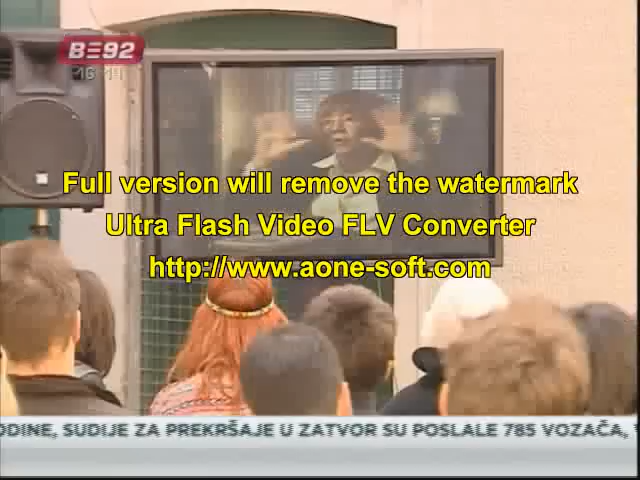 B92
Full version will remove the watermark
Ultra Flash Video FLV Converter
http://www.aone-soft.com
ODINE, SUDIJE ZA PREKRŠAJE U ZATVOR SU POSLALE 785 VOZAČA,